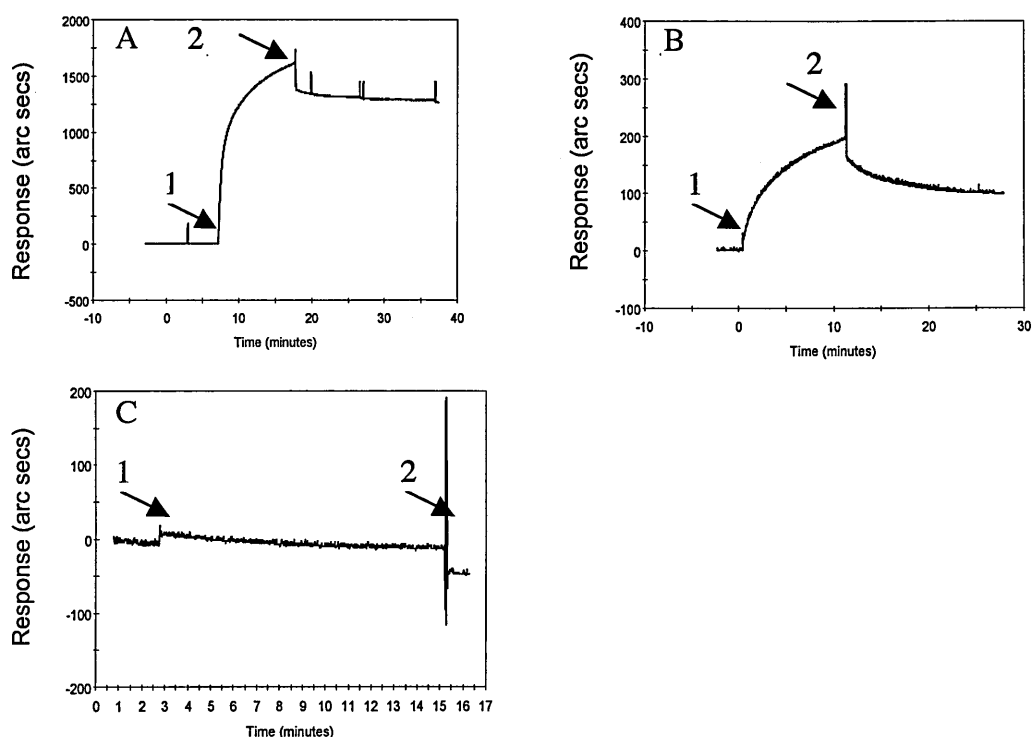 A
2
1
Response (arc secs)
2000
1500
1000
500
0
-500
-10 0 10 20 30 40
Time (minutes)
B
2
1
Response (arc secs)
400
300
200
100
0
-100
-10 0 10 20 30
Time (minutes)
C
1
2
Response (arc secs)
200
100
0
-100
-200
0 1 2 3 4 5 6 7 8 9 10 11 12 13 14 15 16 17
Time (minutes)